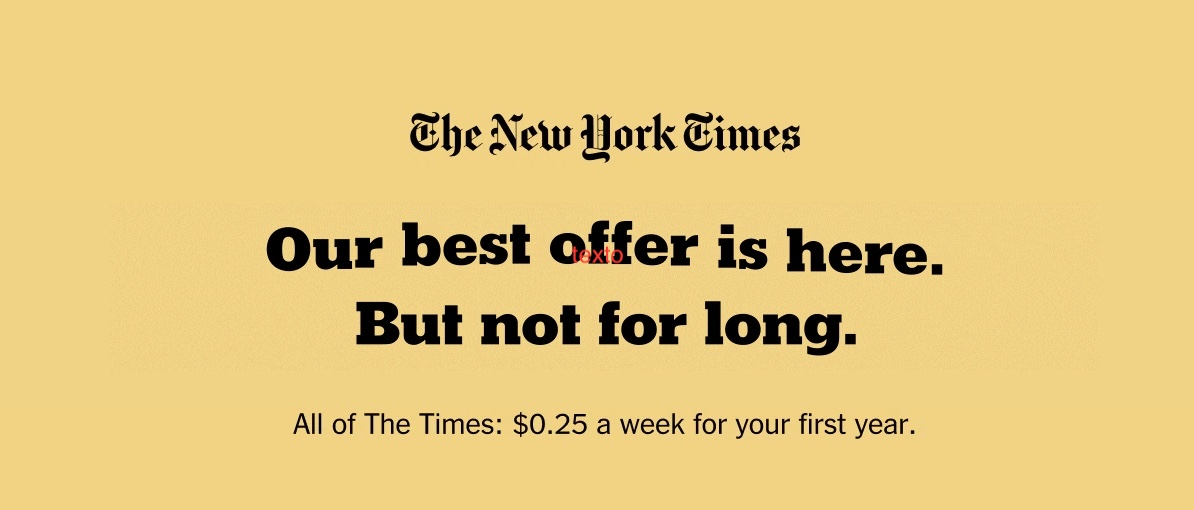 The New York Times
Our best offer is here.
texto
But not for long.
All of The Times: $0.25 a week for your first year.